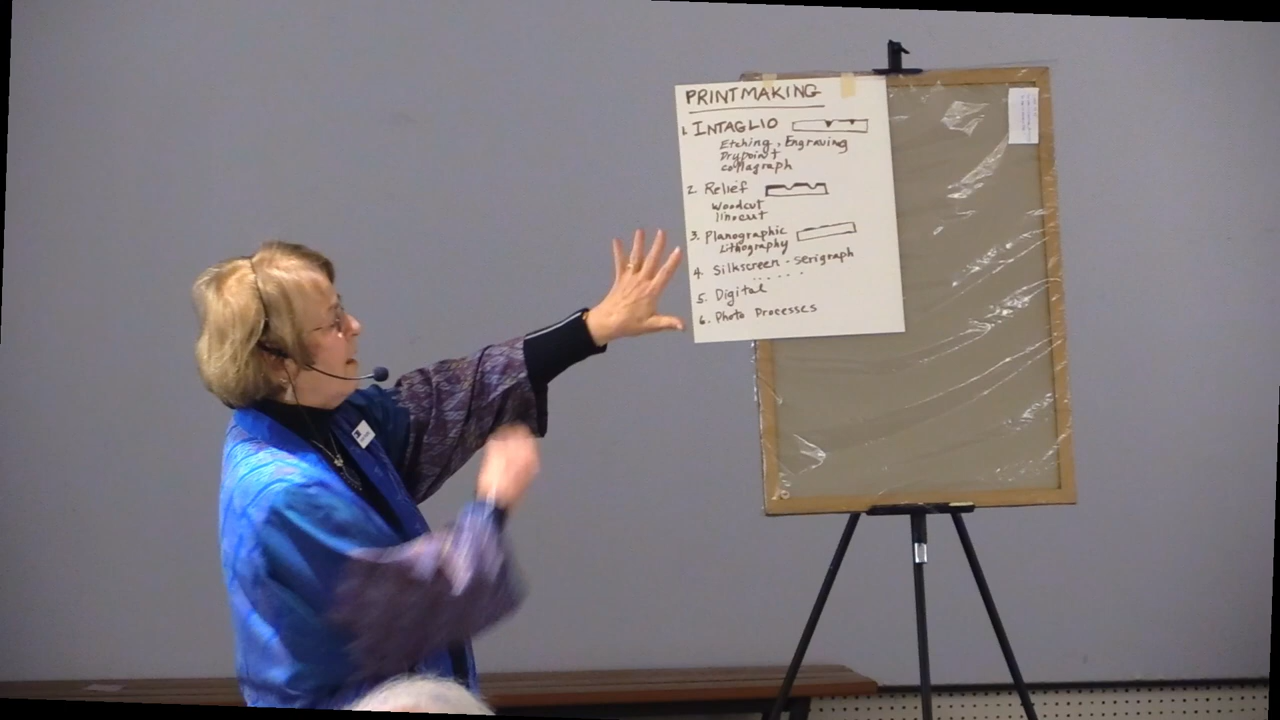 PRINTMAKING
1. INTAGLIO
Etching, Engraving
Drypoint
collagraph
2. Relief
Woodcut
linocut
3. Planographic
Lithography
4. Silkscreen - serigraph
5. Digital
6. Photo Processes